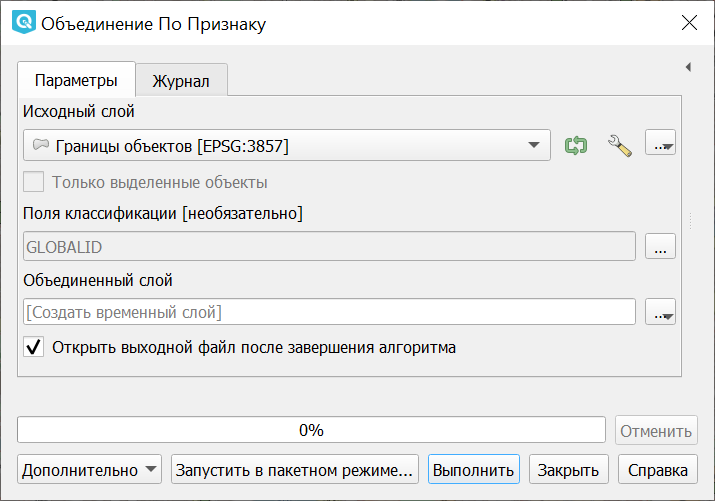 Объединение По Признаку
Параметры
Журнал
Исходный слой
Границы объектов [EPSG:3857]
...
Только выделенные объекты
Поля классификации [необязательно]
GLOBALID
...
Объединенный слой
[Создать временный слой]
...
Открыть выходной файл после завершения алгоритма
0%
Отменить
Дополнительно
Запустить в пакетном режиме...
Выполнить
Закрыть
Справка